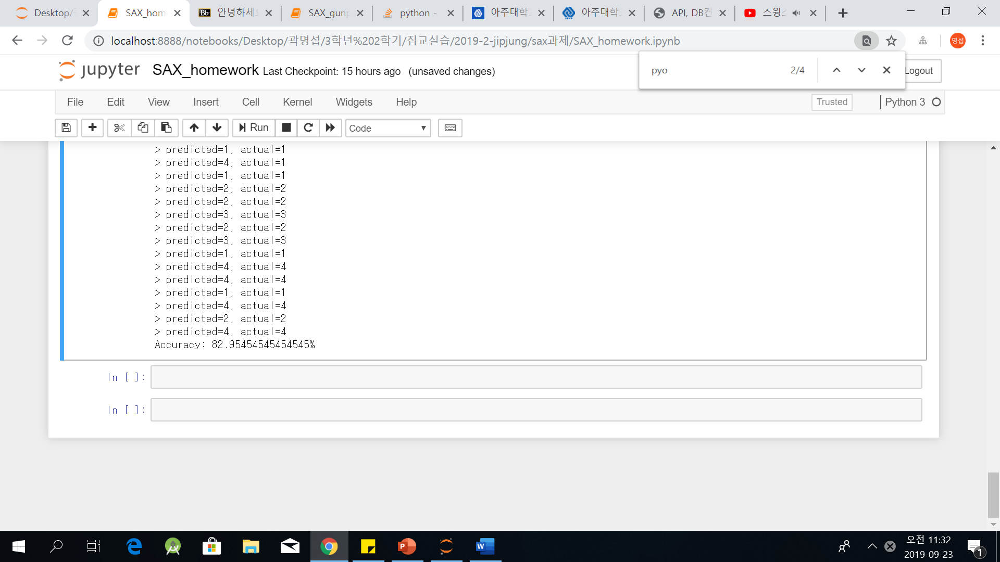 Desktop/
SAX_hom
Bb 안녕하세
SAX_gunp
python -
아주대학
아주대학
API, DB컨
스윙
localhost:8888/notebooks/Desktop/곽명섭/3학년%202학기/집교실습/2019-2-jipjung/sax과제/SAX_homework.ipynb
명섭
pyo 2/4
jupyter SAX_homework Last Checkpoint: 15 hours ago (unsaved changes)
Logout
File Edit View Insert Cell Kernel Widgets Help
Trusted
Python 3
Run
Code
> predicted=1, actual=1
> predicted=4, actual=1
> predicted=1, actual=1
> predicted=2, actual=2
> predicted=2, actual=2
> predicted=3, actual=3
> predicted=2, actual=2
> predicted=3, actual=3
> predicted=1, actual=1
> predicted=4, actual=4
> predicted=4, actual=4
> predicted=1, actual=1
> predicted=4, actual=4
> predicted=2, actual=2
> predicted=4, actual=4
Accuracy: 82.95454545454545%
In [ ]:
In [ ]:
오전 11:32
2019-09-23
1